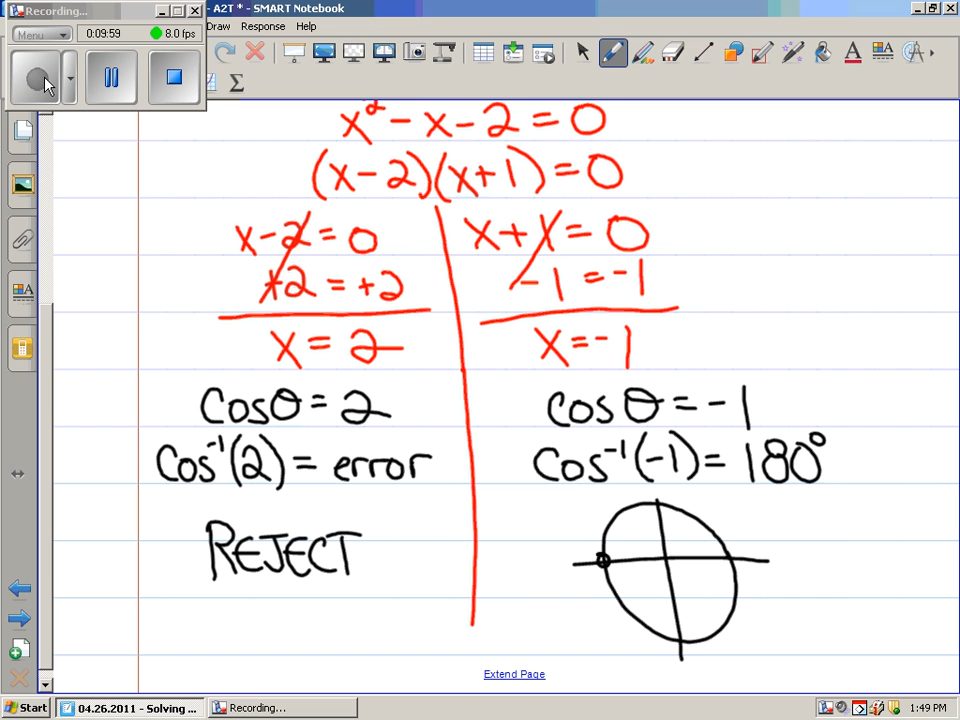 Recording...
- A2T * - SMART Notebook
Menu
0:09:59
8.0 fps
Draw Response Help
x² - x - 2 = 0
(x - 2)(x + 1) = 0
x - 2 = 0
+2 = +2
x = 2
cosθ = 2
cos⁻¹(2) = error
REJECT
x + 1 = 0
-1 = -1
x = -1
cosθ = -1
cos⁻¹(-1) = 180°
Extend Page
Start
04.26.2011 - Solving ...
Recording...
1:49 PM